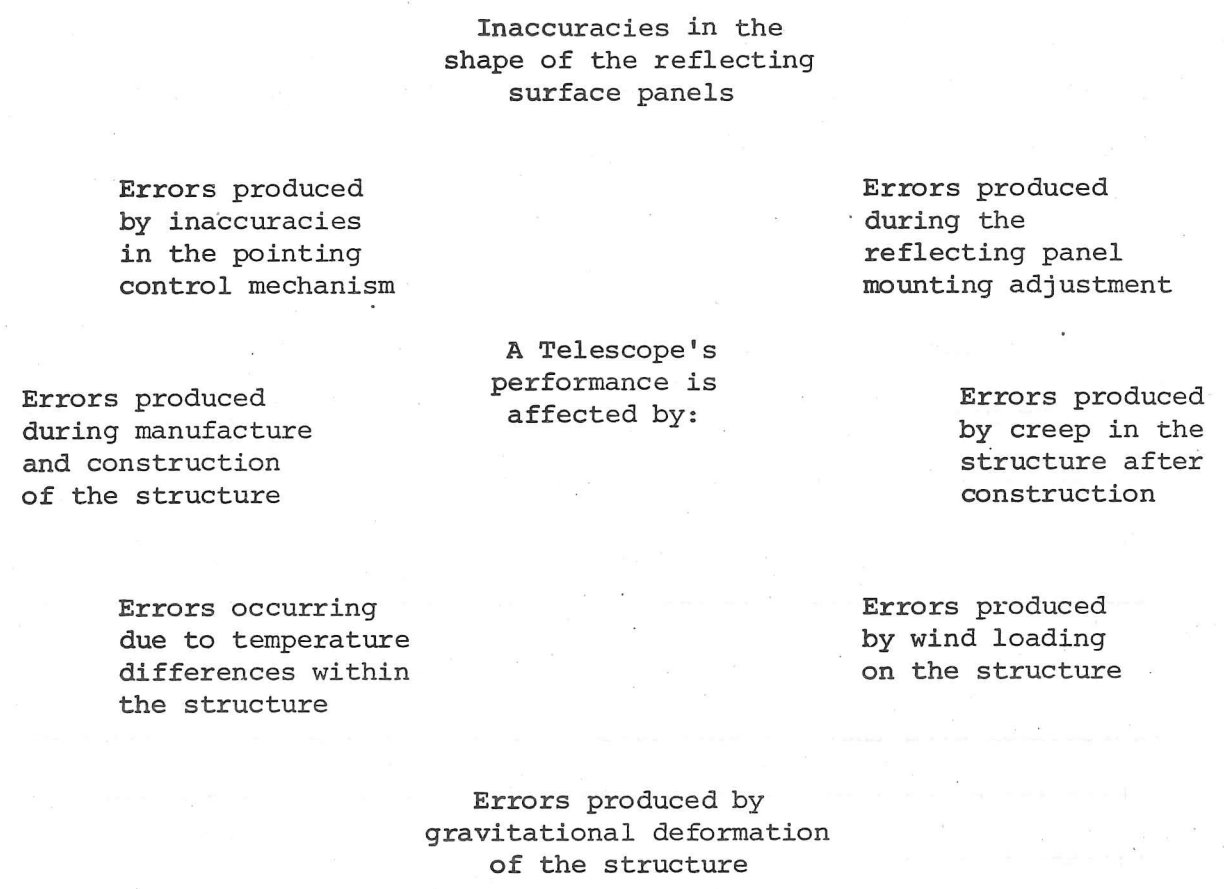 Inaccuracies in the
shape of the reflecting
surface panels
Errors produced
by inaccuracies
in the pointing
control mechanism
Errors produced
during the
reflecting panel
mounting adjustment
A Telescope's
performance is
affected by:
Errors produced
during manufacture
and construction
of the structure
Errors produced
by creep in the
structure after
construction
Errors occurring
due to temperature
differences within
the structure
Errors produced
by wind loading
on the structure
Errors produced by
gravitational deformation
of the structure